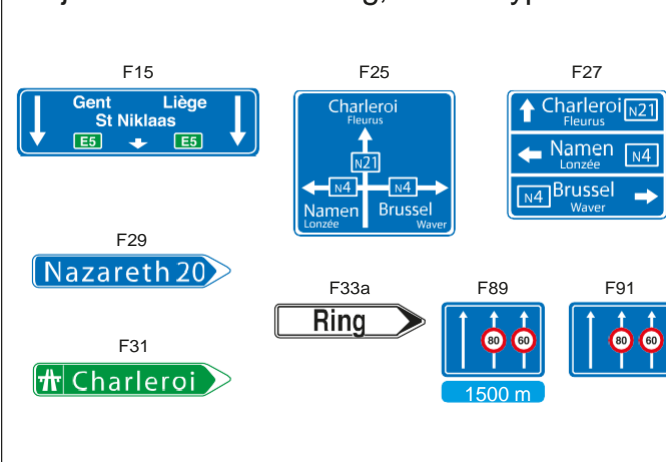 F15
Gent Liège
St Niklaas
E5 E5
F25
Charleroi
Fleurus
N21
N4 N4
Namen Brussel
Lonzée Waver
F27
Charleroi N21
Fleurus
Namen N4
Lonzée
N4 Brussel
Waver
F29
Nazareth 20
F31
Charleroi
F33a
Ring
F89
80 60
1500 m
F91
80 60